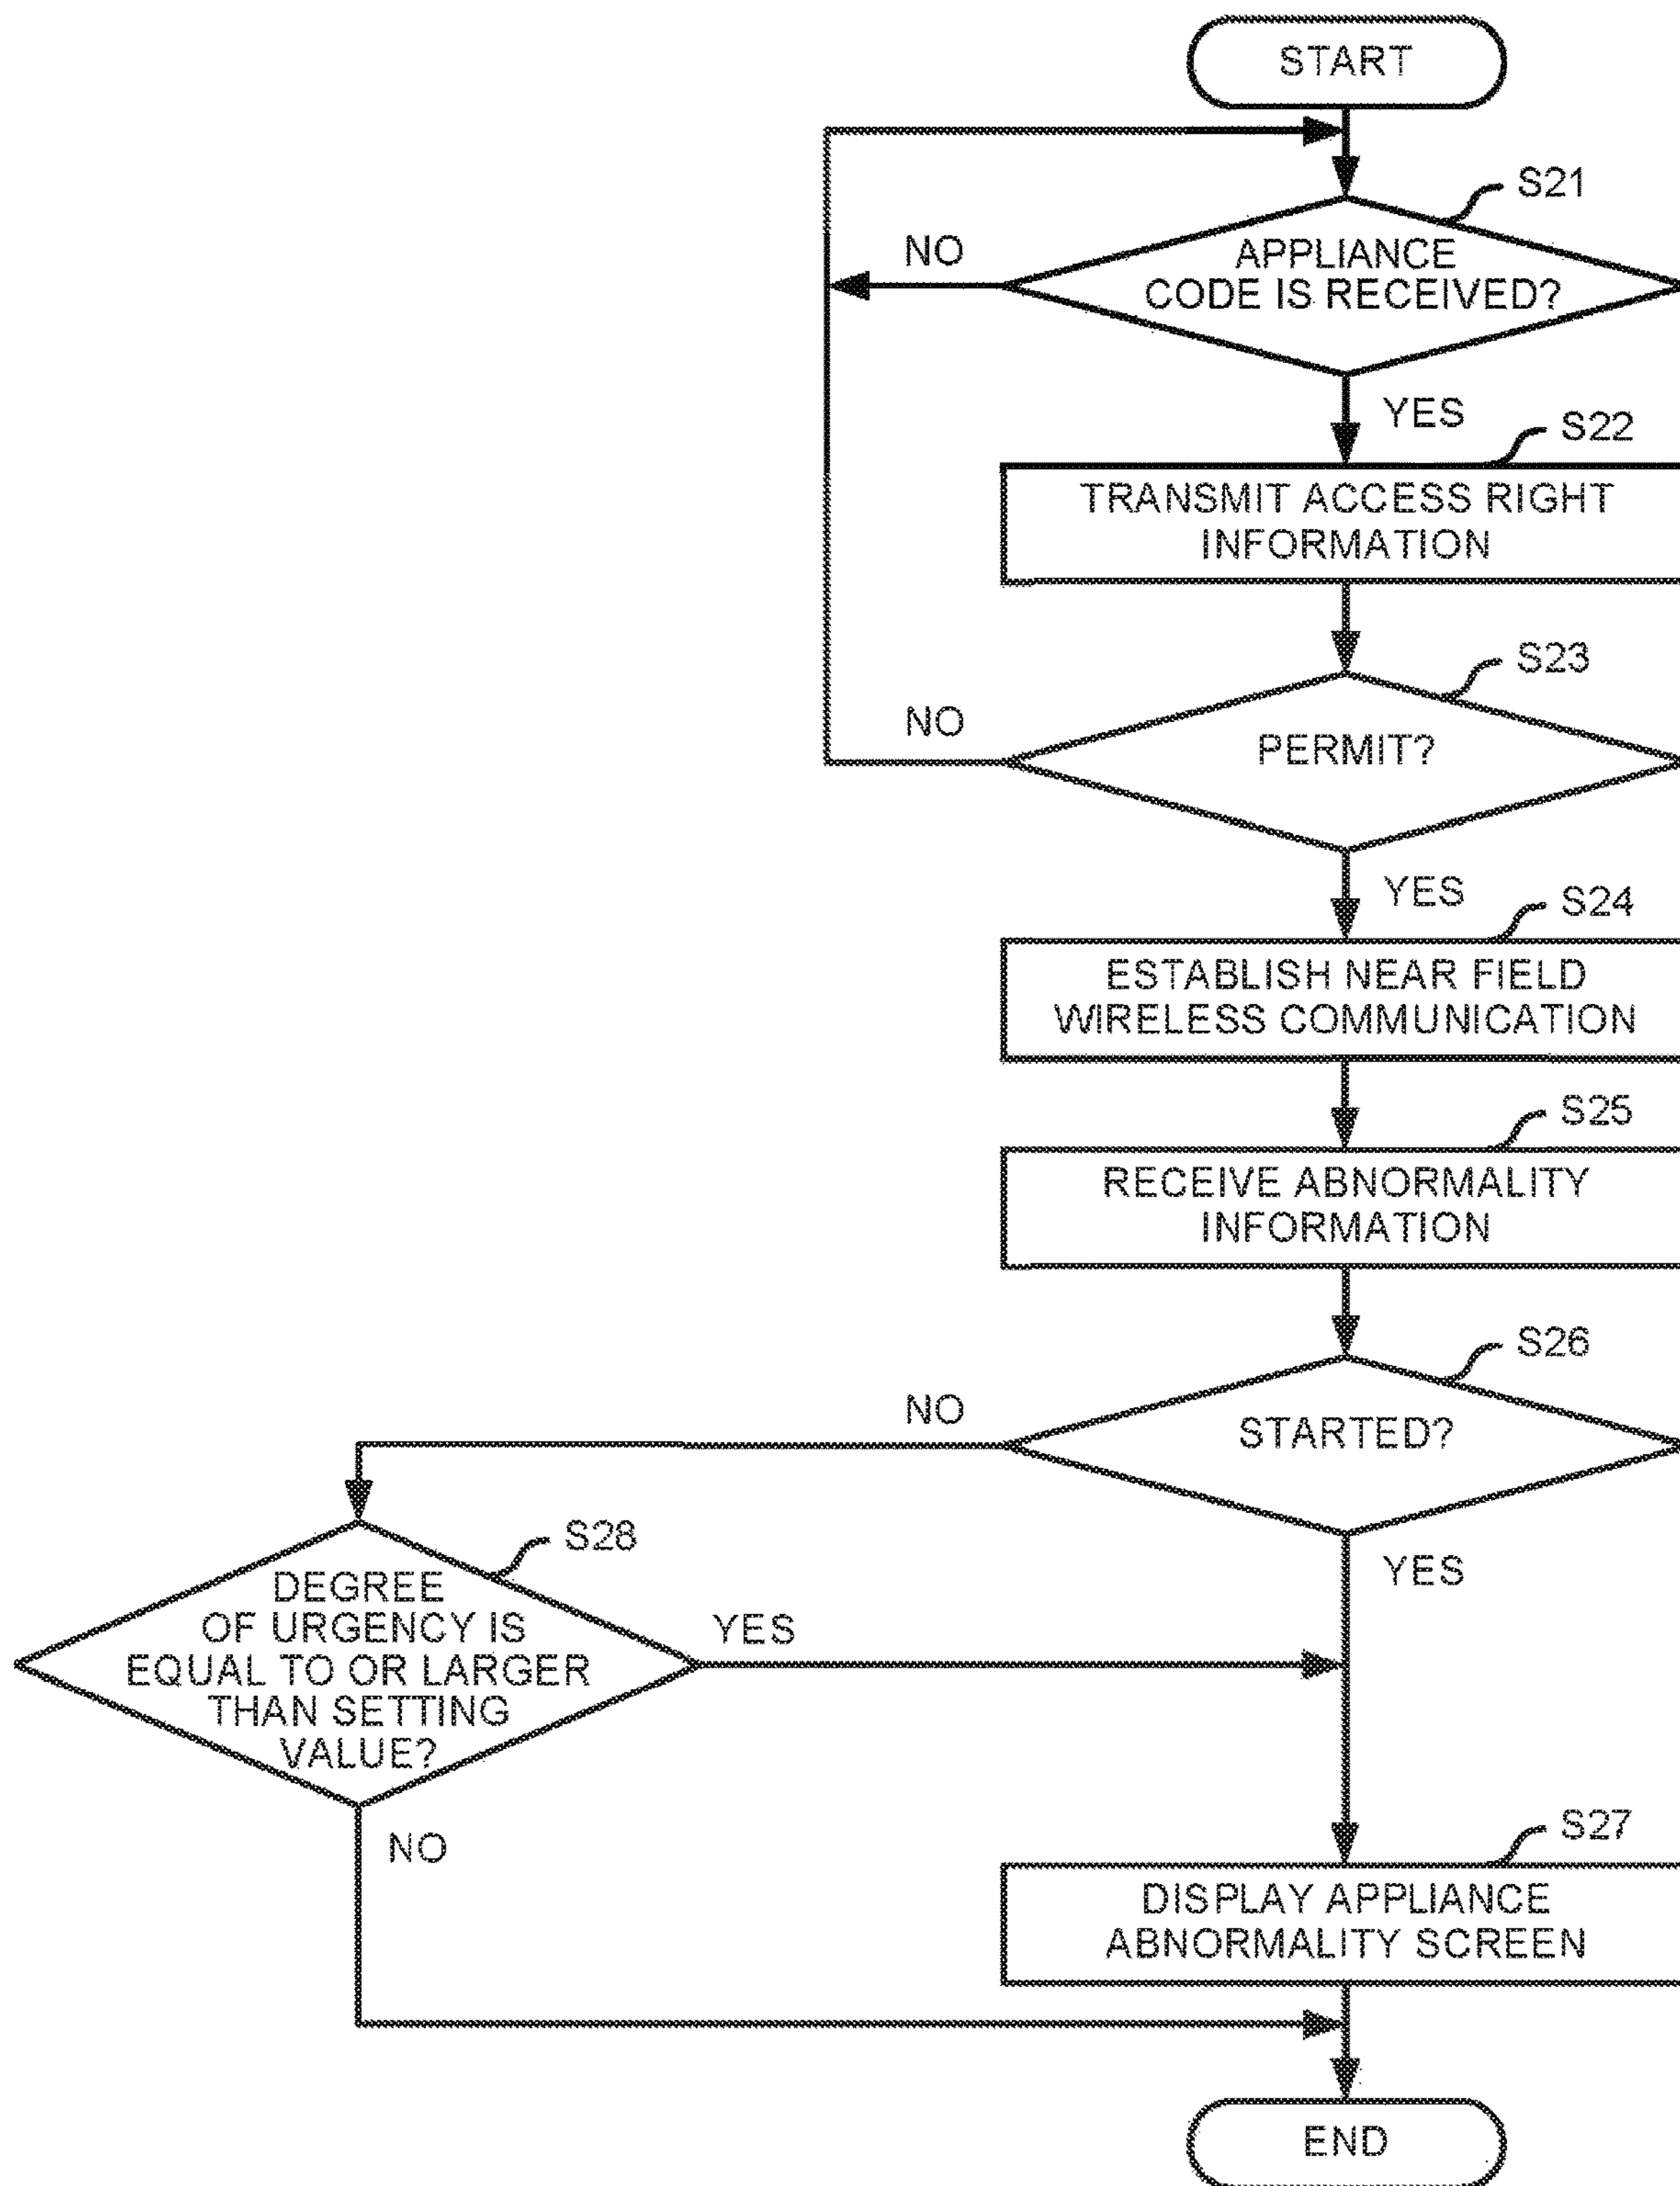 START
S21
NO
APPLIANCE
CODE IS RECEIVED?
YES
S22
TRANSMIT ACCESS RIGHT
INFORMATION
S23
NO
PERMIT?
YES
S24
ESTABLISH NEAR FIELD
WIRELESS COMMUNICATION
S25
RECEIVE ABNORMALITY
INFORMATION
S26
NO
STARTED?
YES
S28
DEGREE
OF URGENCY IS
EQUAL TO OR LARGER
THAN SETTING
VALUE?
YES
NO
S27
DISPLAY APPLIANCE
ABNORMALITY SCREEN
END